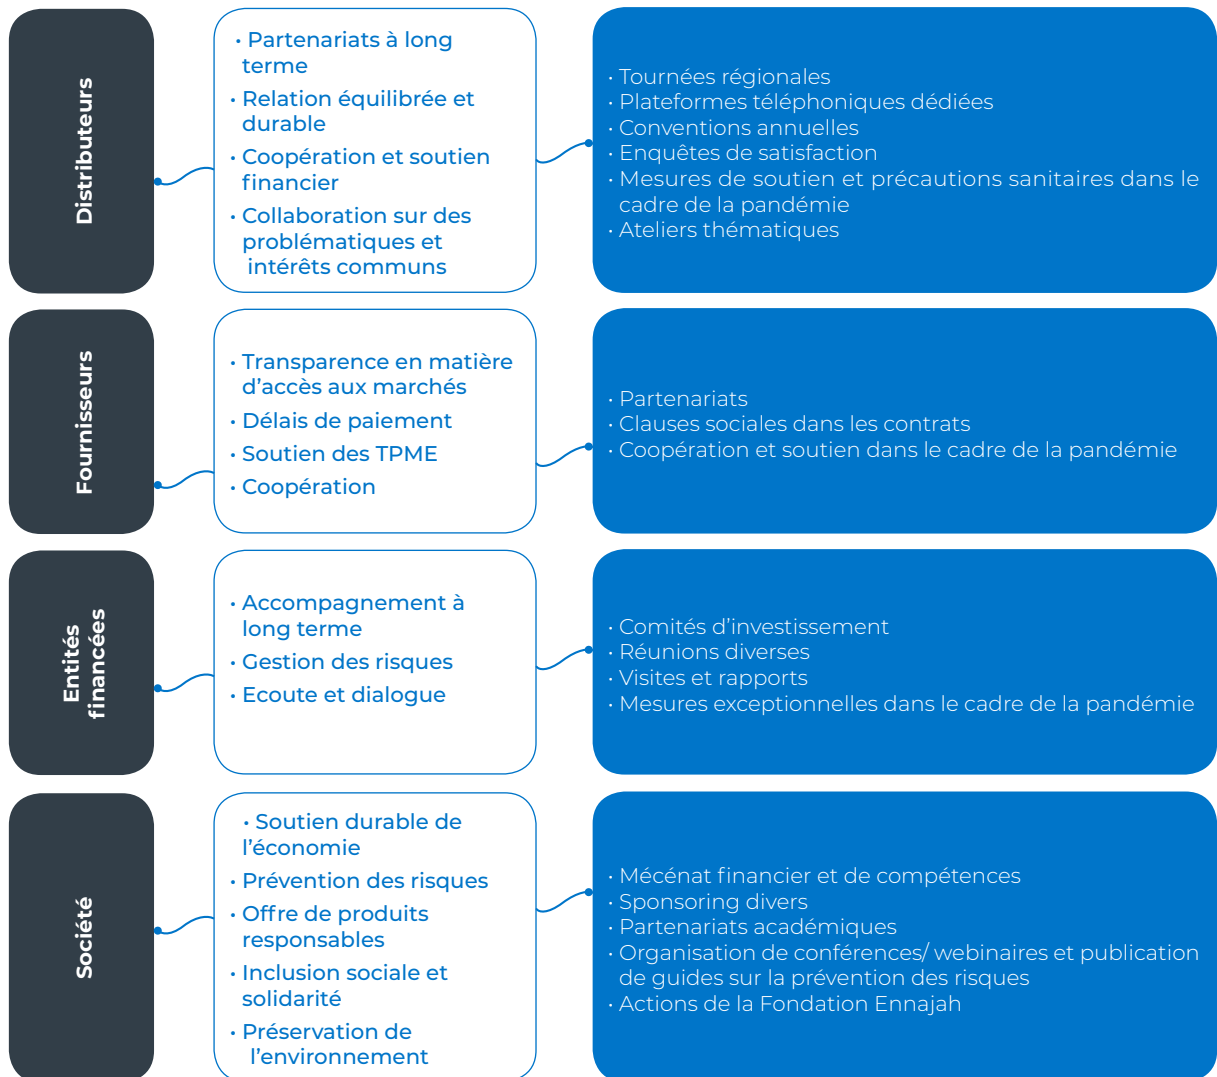 Distributeurs
• Partenariats à long
terme
• Relation équilibrée et
durable
• Coopération et soutien
financier
• Collaboration sur des
problématiques et
intérêts communs
• Tournées régionales
• Plateformes téléphoniques dédiées
• Conventions annuelles
• Enquêtes de satisfaction
• Mesures de soutien et précautions sanitaires dans le
cadre de la pandémie
• Ateliers thématiques
Fournisseurs
• Transparence en matière
d’accès aux marchés
• Délais de paiement
• Soutien des TPME
• Coopération
• Partenariats
• Clauses sociales dans les contrats
• Coopération et soutien dans le cadre de la pandémie
Entités
financées
• Accompagnement à
long terme
• Gestion des risques
• Ecoute et dialogue
• Comités d’investissement
• Réunions diverses
• Visites et rapports
• Mesures exceptionnelles dans le cadre de la pandémie
Société
• Soutien durable de
l’économie
• Prévention des risques
• Offre de produits
responsables
• Inclusion sociale et
solidarité
• Préservation de
l’environnement
• Mécénat financier et de compétences
• Sponsoring divers
• Partenariats académiques
• Organisation de conférences/ webinaires et publication
de guides sur la prévention des risques
• Actions de la Fondation Ennajah